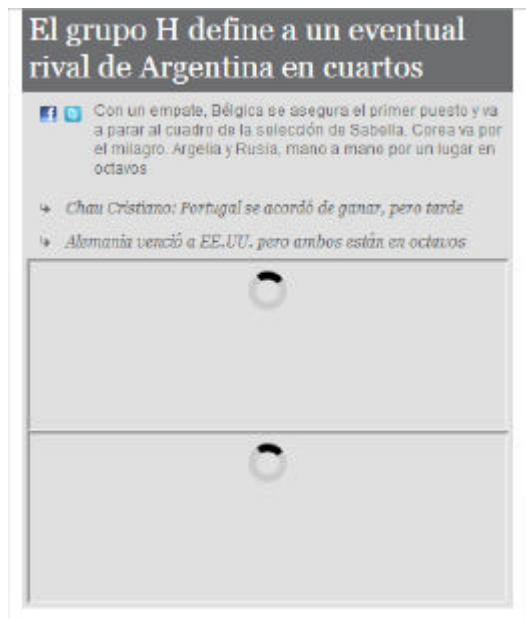 El grupo H define a un eventual
rival de Argentina en cuartos
Con un empate, Bélgica se asegura el primer puesto y va
a parar al cuadro de la selección de Sabella. Corea va por
el milagro. Argelia y Rusia, mano a mano por un lugar en
octavos
Chau Cristiano: Portugal se acordó de ganar, pero tarde
Alemania venció a EE.UU. pero ambos están en octavos